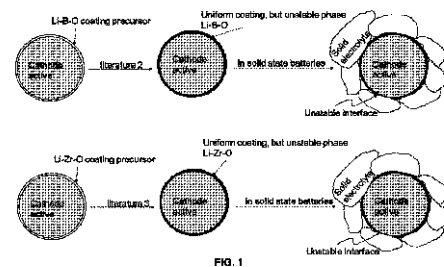 Li-B-O coating precursor
Uniform coating, but unstable phase
Li-B-O
Cathode
active
literature 2
Cathode
active
in solid state batteries
Solid
electrolyte
Cathode
active
Unstable interface
Li-Zr-O coating precursor
Uniform coating, but unstable phase
Li-Zr-O
Cathode
active
literature 3
Cathode
active
in solid state batteries
Solid
electrolyte
Cathode
active
Unstable interface
FIG. 1